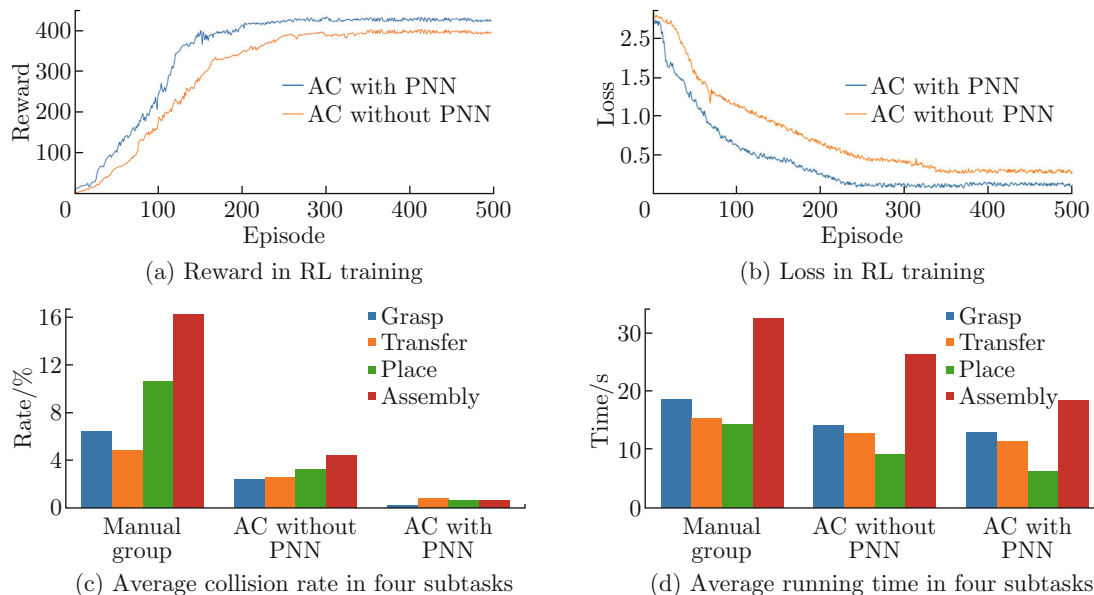 400
300
200
100
0
100
200
300
400
500
Reward
Episode
AC with PNN
AC without PNN
(a) Reward in RL training
2.5
1.5
1.0
0.5
0
100
200
300
400
500
Loss
Episode
AC with PNN
AC without PNN
(b) Loss in RL training
16
12
8
4
0
Rate/%
Grasp
Transfer
Place
Assembly
Manual
group
AC without
PNN
AC with
PNN
(c) Average collision rate in four subtasks
30
20
10
0
Time/s
Grasp
Transfer
Place
Assembly
Manual
group
AC without
PNN
AC with
PNN
(d) Average running time in four subtasks